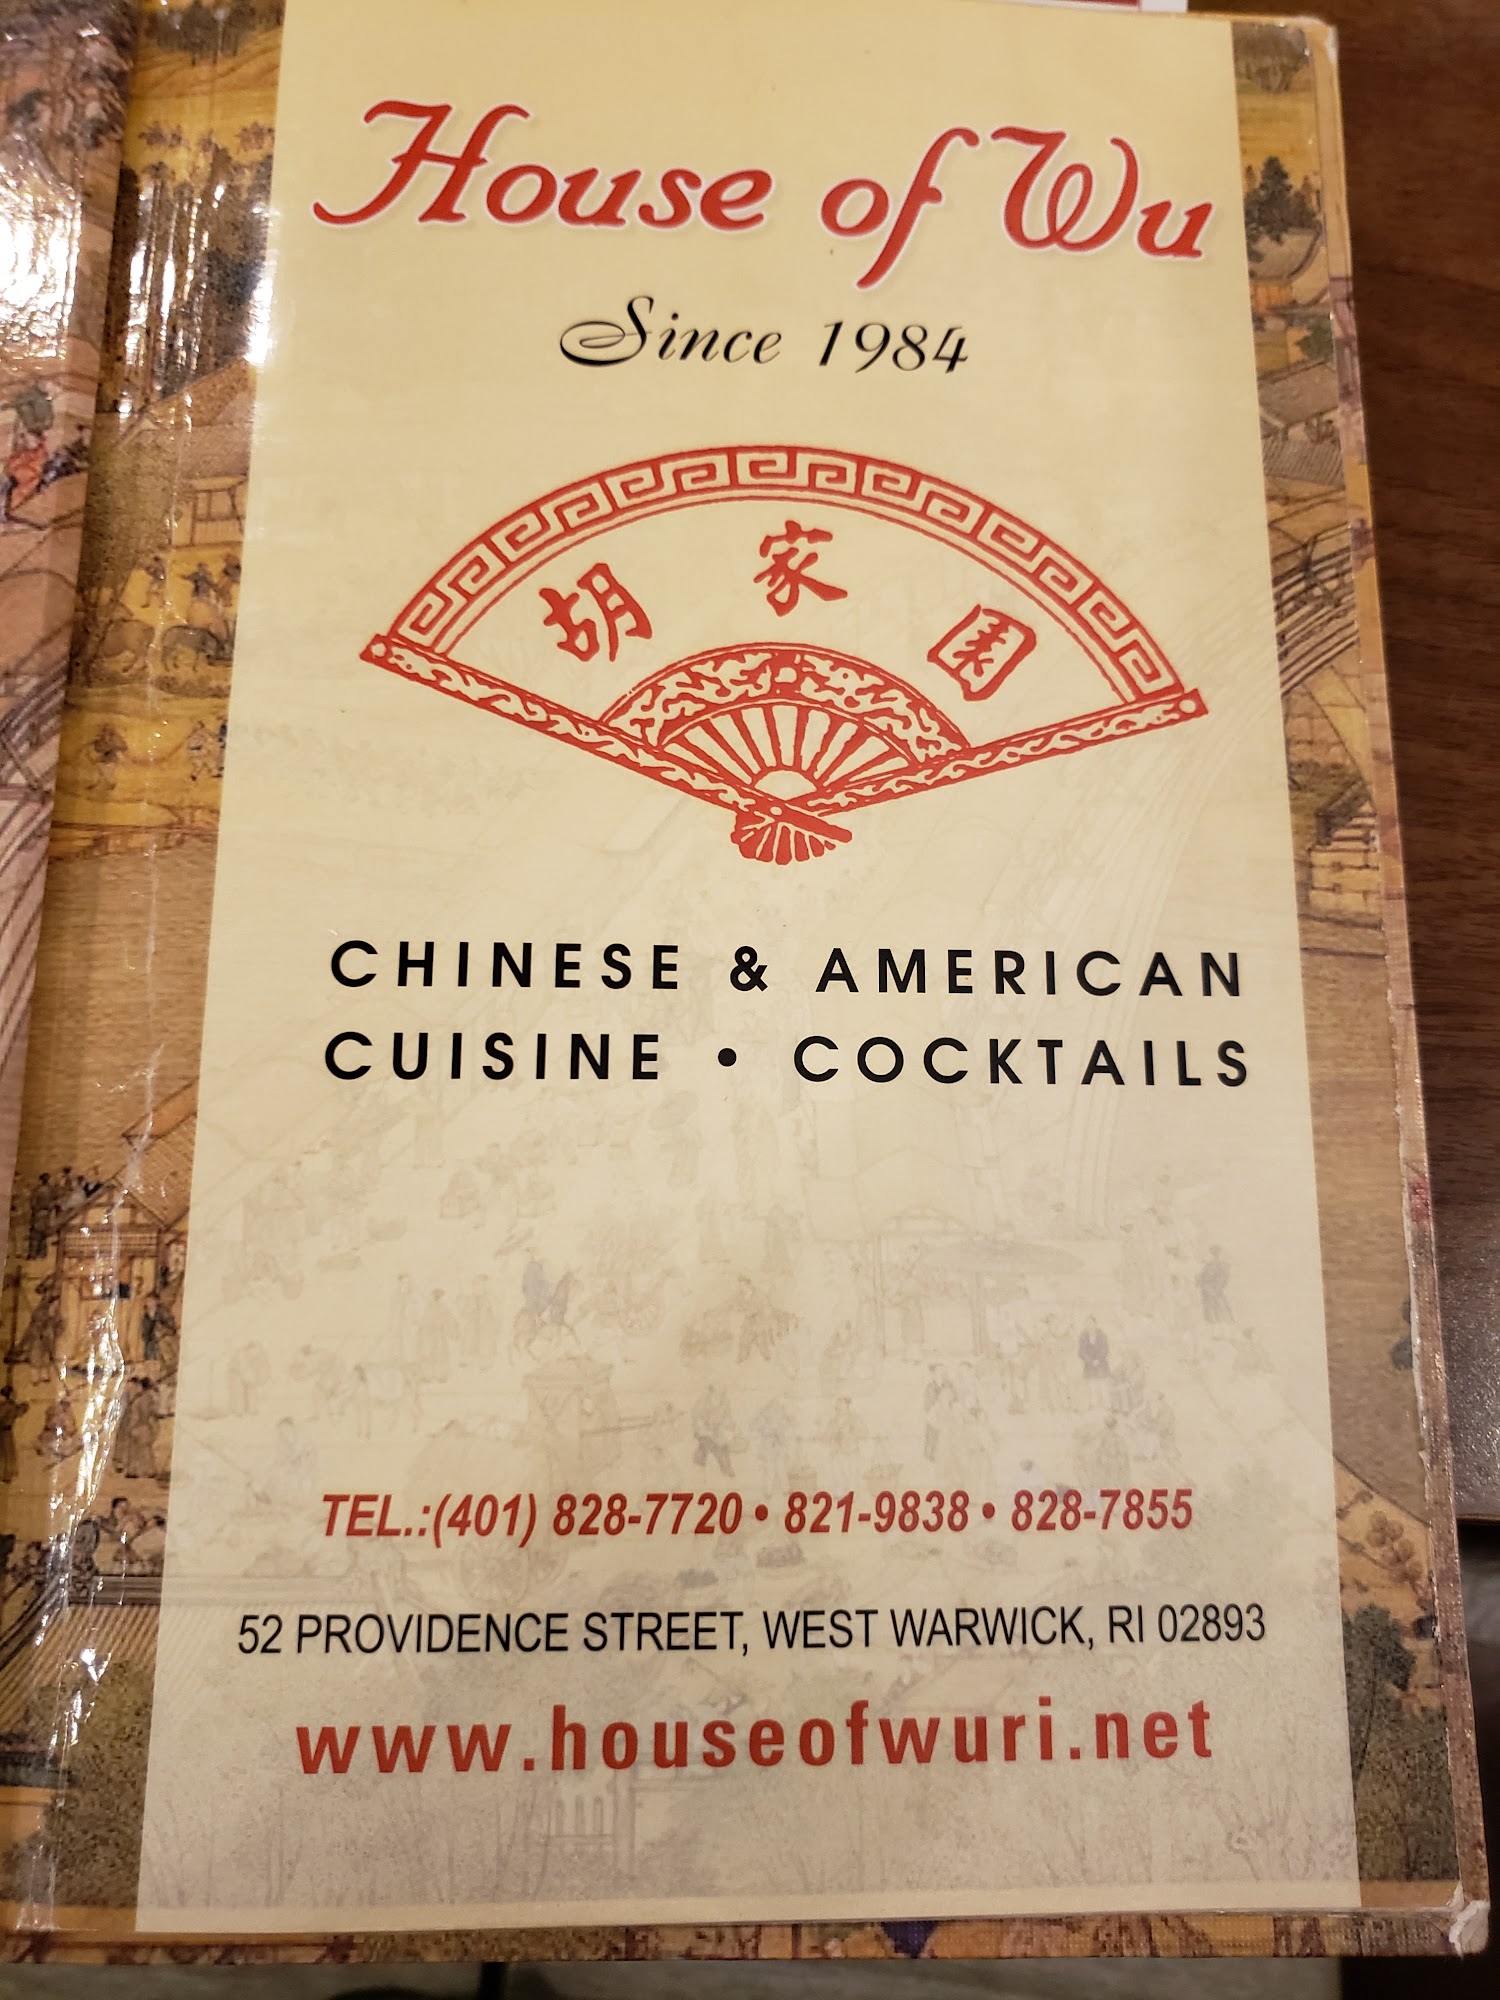 House of Wu
Since 1984
胡家園
CHINESE & AMERICAN
CUISINE • COCKTAILS
TEL.:(401) 828-7720 • 821-9838 • 828-7855
52 PROVIDENCE STREET, WEST WARWICK, RI 02893
www.houseofwuri.net